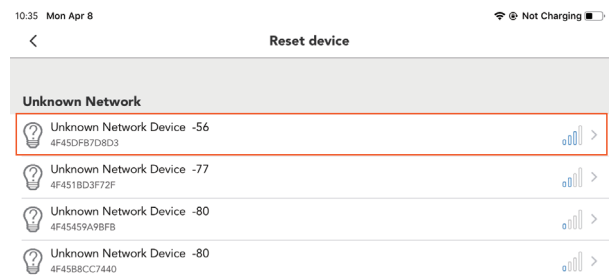 10:35 Mon Apr 8
Not Charging
Reset device
Unknown Network
Unknown Network Device -56
4F45DFB7D8D3
Unknown Network Device -77
4F451BD3F72F
Unknown Network Device -80
4F45459A9BFB
Unknown Network Device -80
4F45B8CC7440